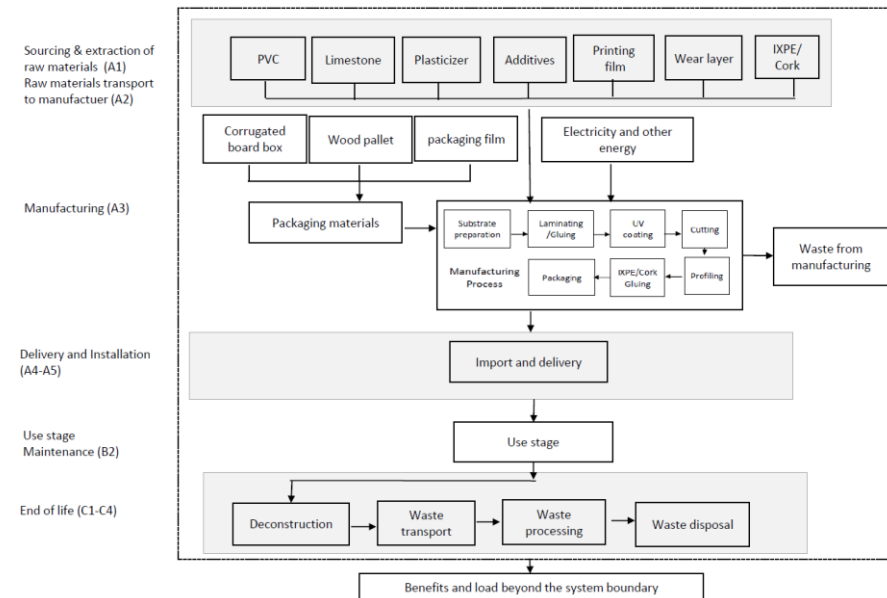 Sourcing & extraction of
raw materials (A1)
Raw materials transport
to manufactuer (A2)
PVC
Limestone
Plasticizer
Additives
Printing
film
Wear layer
IXPE/
Cork
Corrugated
board box
Wood pallet
packaging film
Electricity and other
energy
Manufacturing (A3)
Packaging materials
Substrate
preparation
Laminating
/Gluing
UV
coating
Cutting
Manufacturing
Process
Packaging
IXPE/Cork
Gluing
Profiling
Waste from
manufacturing
Delivery and Installation
(A4-A5)
Import and delivery
Use stage
Maintenance (B2)
Use stage
End of life (C1-C4)
Deconstruction
Waste
transport
Waste
processing
Waste disposal
Benefits and load beyond the system boundary